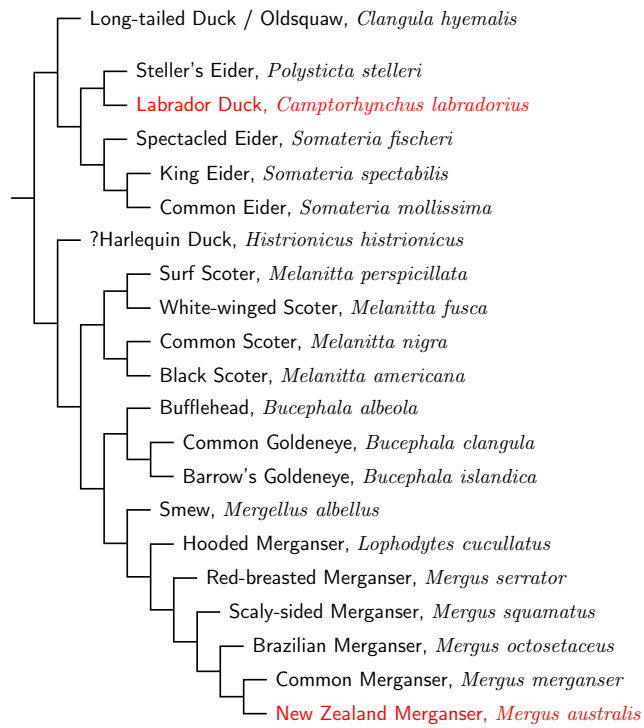 Long-tailed Duck / Oldsquaw, Clangula hyemalis
Steller's Eider, Polysticta stelleri
Labrador Duck, Camptorhynchus labradorius
Spectacled Eider, Somateria fischeri
King Eider, Somateria spectabilis
Common Eider, Somateria mollissima
?Harlequin Duck, Histrionicus histrionicus
Surf Scoter, Melanitta perspicillata
White-winged Scoter, Melanitta fusca
Common Scoter, Melanitta nigra
Black Scoter, Melanitta americana
Bufflehead, Bucephala albeola
Common Goldeneye, Bucephala clangula
Barrow's Goldeneye, Bucephala islandica
Smew, Mergellus albellus
Hooded Merganser, Lophodytes cucullatus
Red-breasted Merganser, Mergus serrator
Scaly-sided Merganser, Mergus squamatus
Brazilian Merganser, Mergus octosetaceus
Common Merganser, Mergus merganser
New Zealand Merganser, Mergus australis